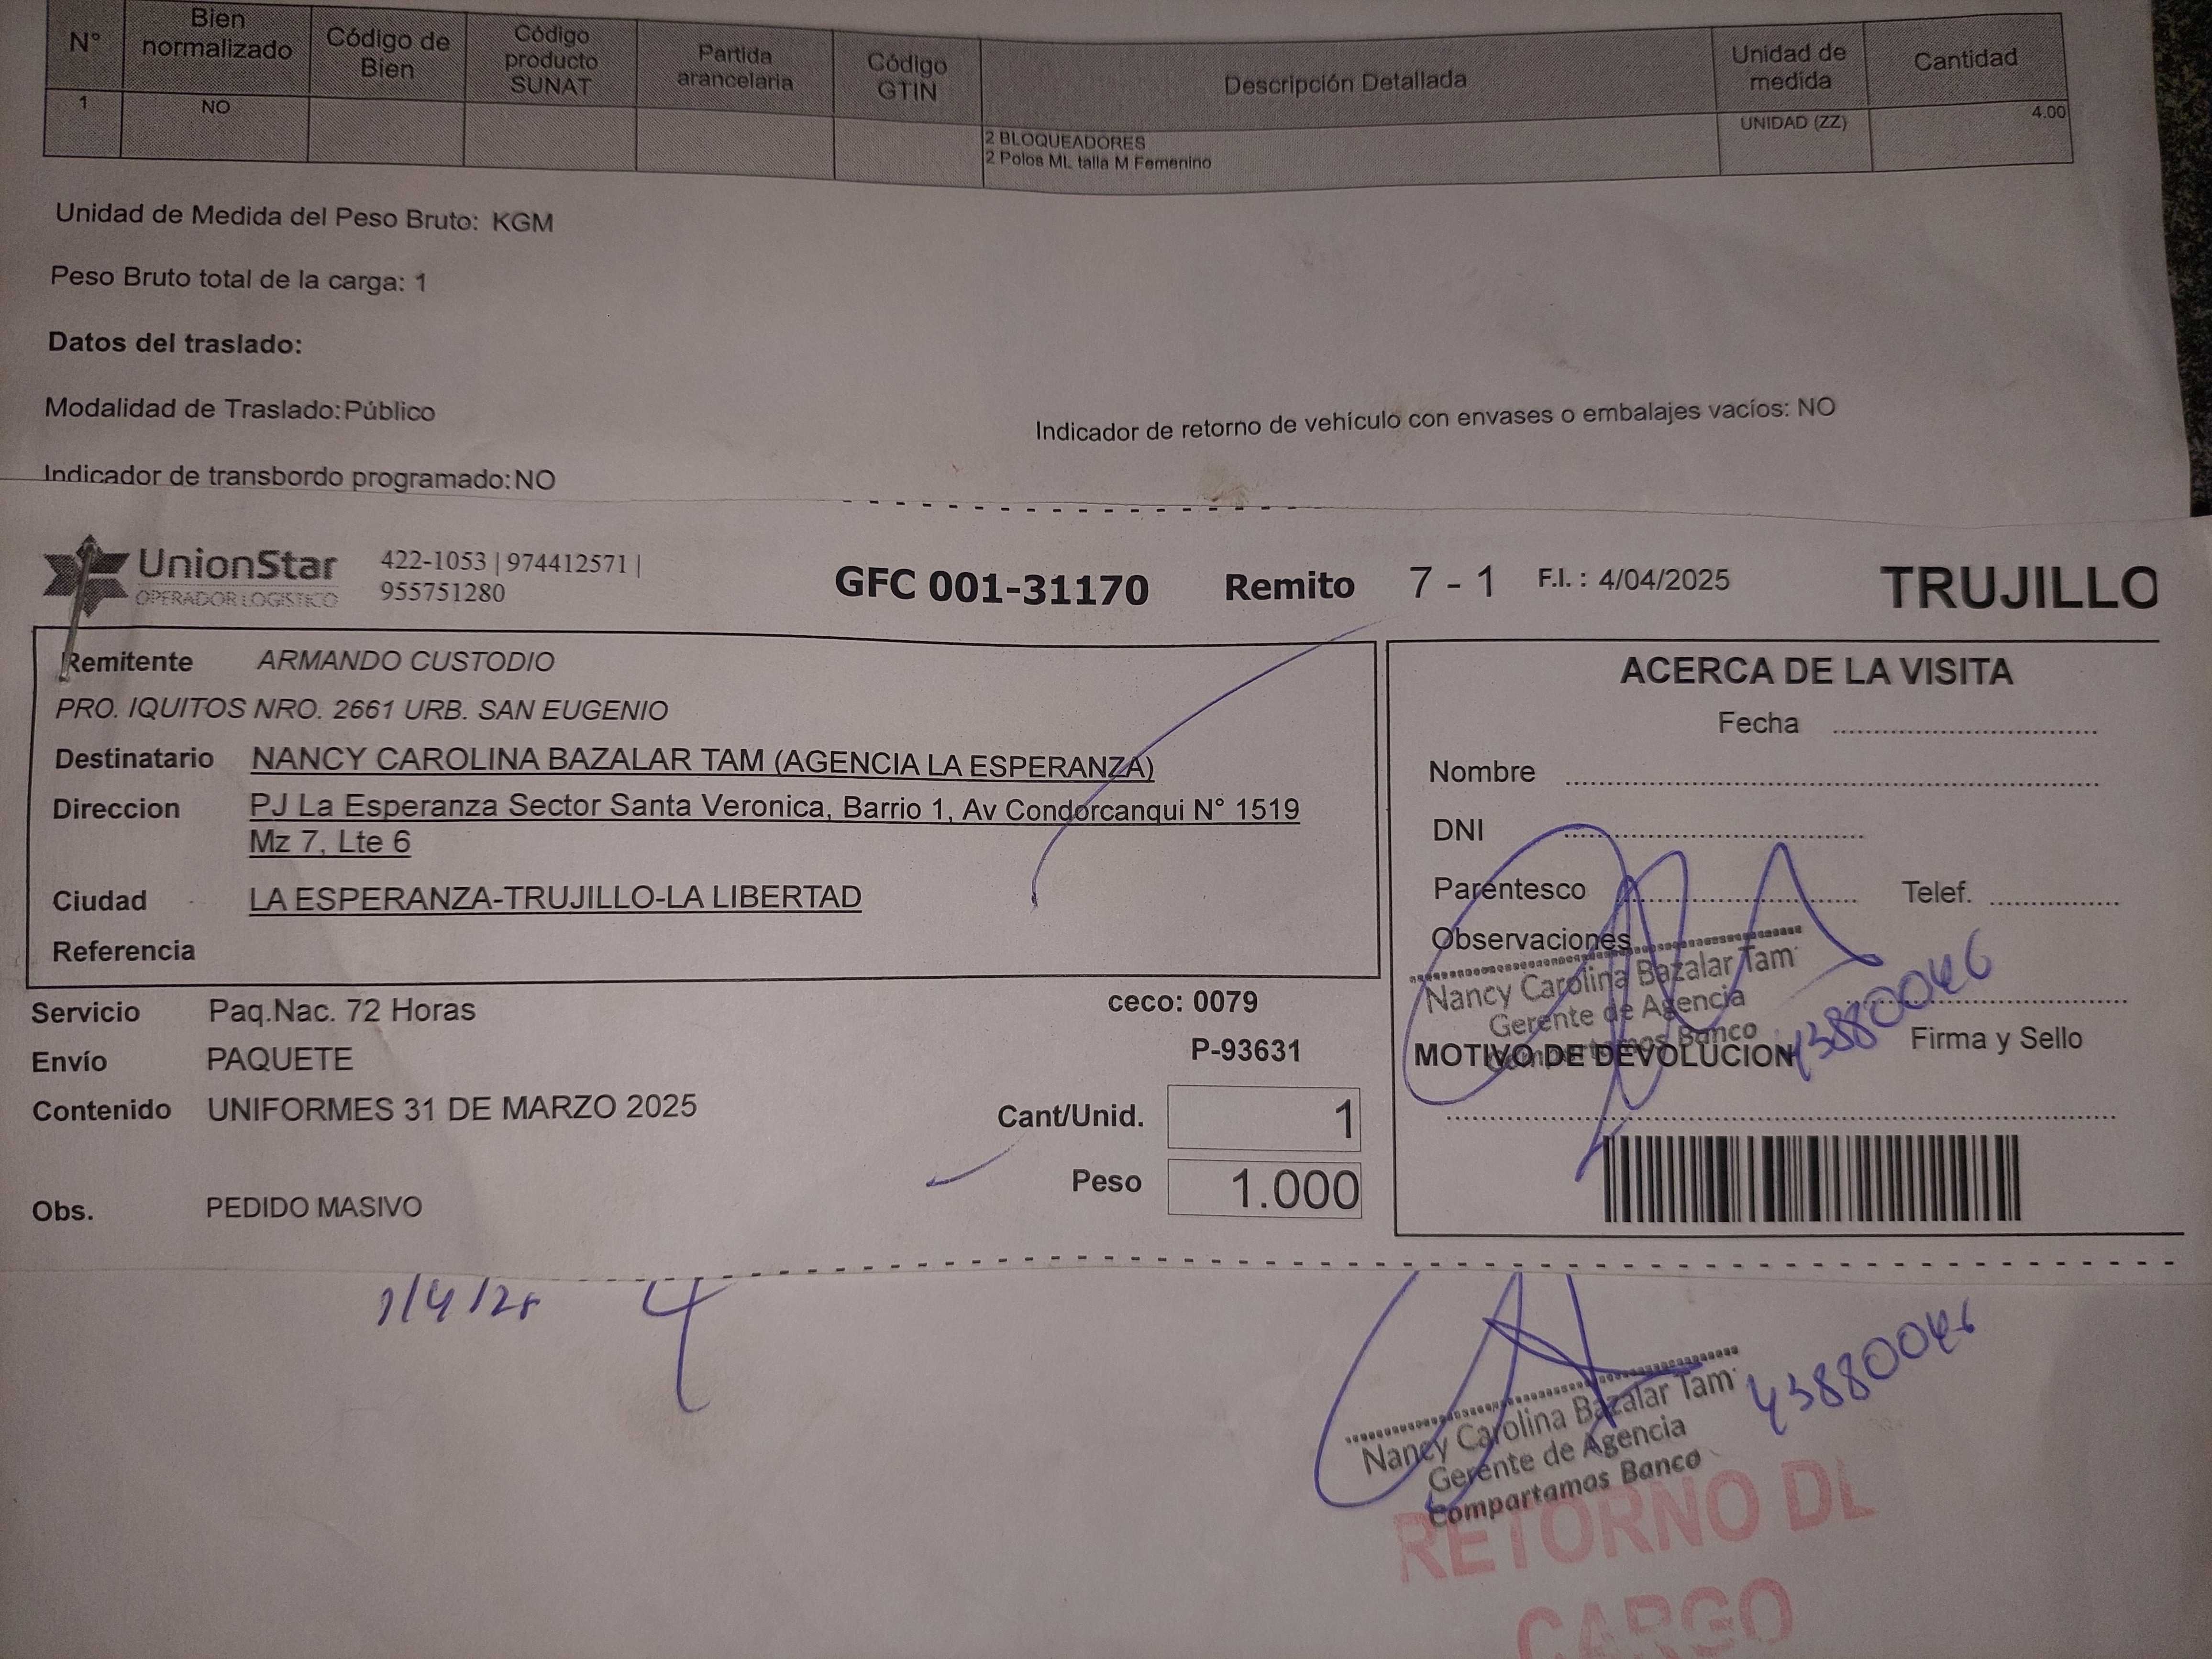 N° Bien normalizado Código de Bien Código producto SUNAT Partida arancelaria Código GTIN Descripción Detallada Unidad de medida Cantidad
1 NO 2 BLOQUEADORES UNIDAD (ZZ) 4.00
2 Polos ML talla M Femenino
Unidad de Medida del Peso Bruto: KGM
Peso Bruto total de la carga: 1
Datos del traslado:
Modalidad de Traslado:Público
Indicador de retorno de vehículo con envases o embalajes vacíos: NO
Indicador de transbordo programado:NO
UnionStar
OPERADOR LOGISTICO
422-1053 | 974412571 |
955751280
GFC 001-31170 Remito 7 - 1 F.I. : 4/04/2025 TRUJILLO
Remitente ARMANDO CUSTODIO
PRO. IQUITOS NRO. 2661 URB. SAN EUGENIO
Destinatario NANCY CAROLINA BAZALAR TAM (AGENCIA LA ESPERANZA)
Direccion PJ La Esperanza Sector Santa Veronica, Barrio 1, Av Condorcanqui N° 1519
Mz 7, Lte 6
Ciudad LA ESPERANZA-TRUJILLO-LA LIBERTAD
Referencia
Servicio Paq.Nac. 72 Horas
ceco: 0079
Envío PAQUETE
P-93631
Contenido UNIFORMES 31 DE MARZO 2025
Cant/Unid. 1
Peso 1.000
Obs. PEDIDO MASIVO
ACERCA DE LA VISITA
Fecha
Nombre
DNI
Parentesco Telef.
Observaciones
Nancy Carolina Bazalar Tam
Gerente de Agencia
Compartamos Banco
43880046
Firma y Sello
MOTIVO DE DEVOLUCION
Nancy Carolina Bazalar Tam
Gerente de Agencia
Compartamos Banco
43880046
RETORNO DE
CARGO